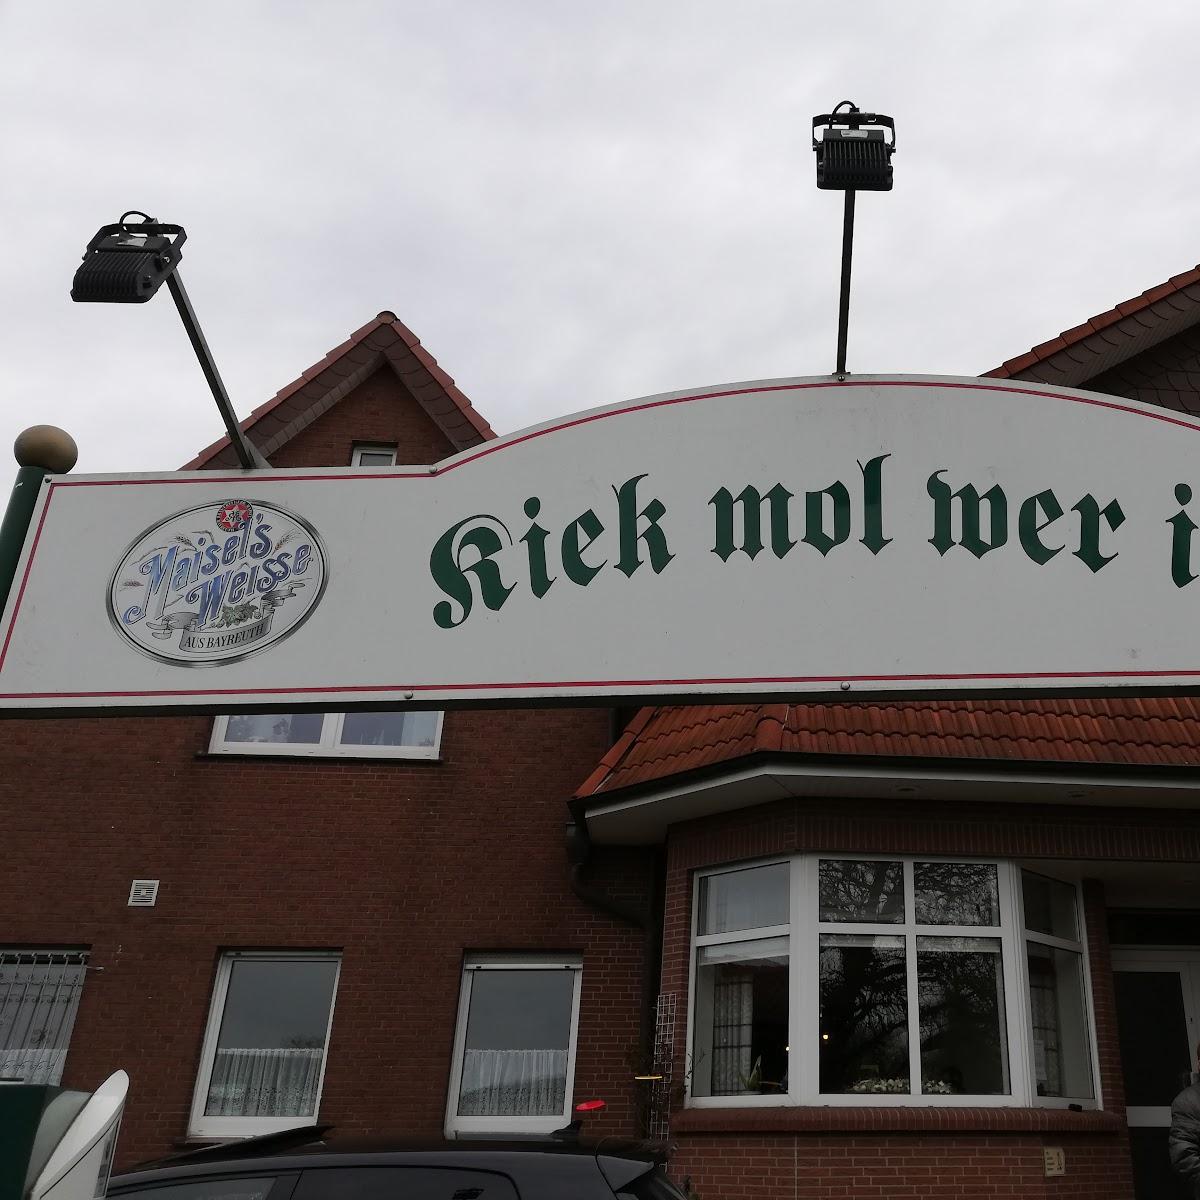 Maisel's
Weisse
AUS BAYREUTH
Kiek mol wer i